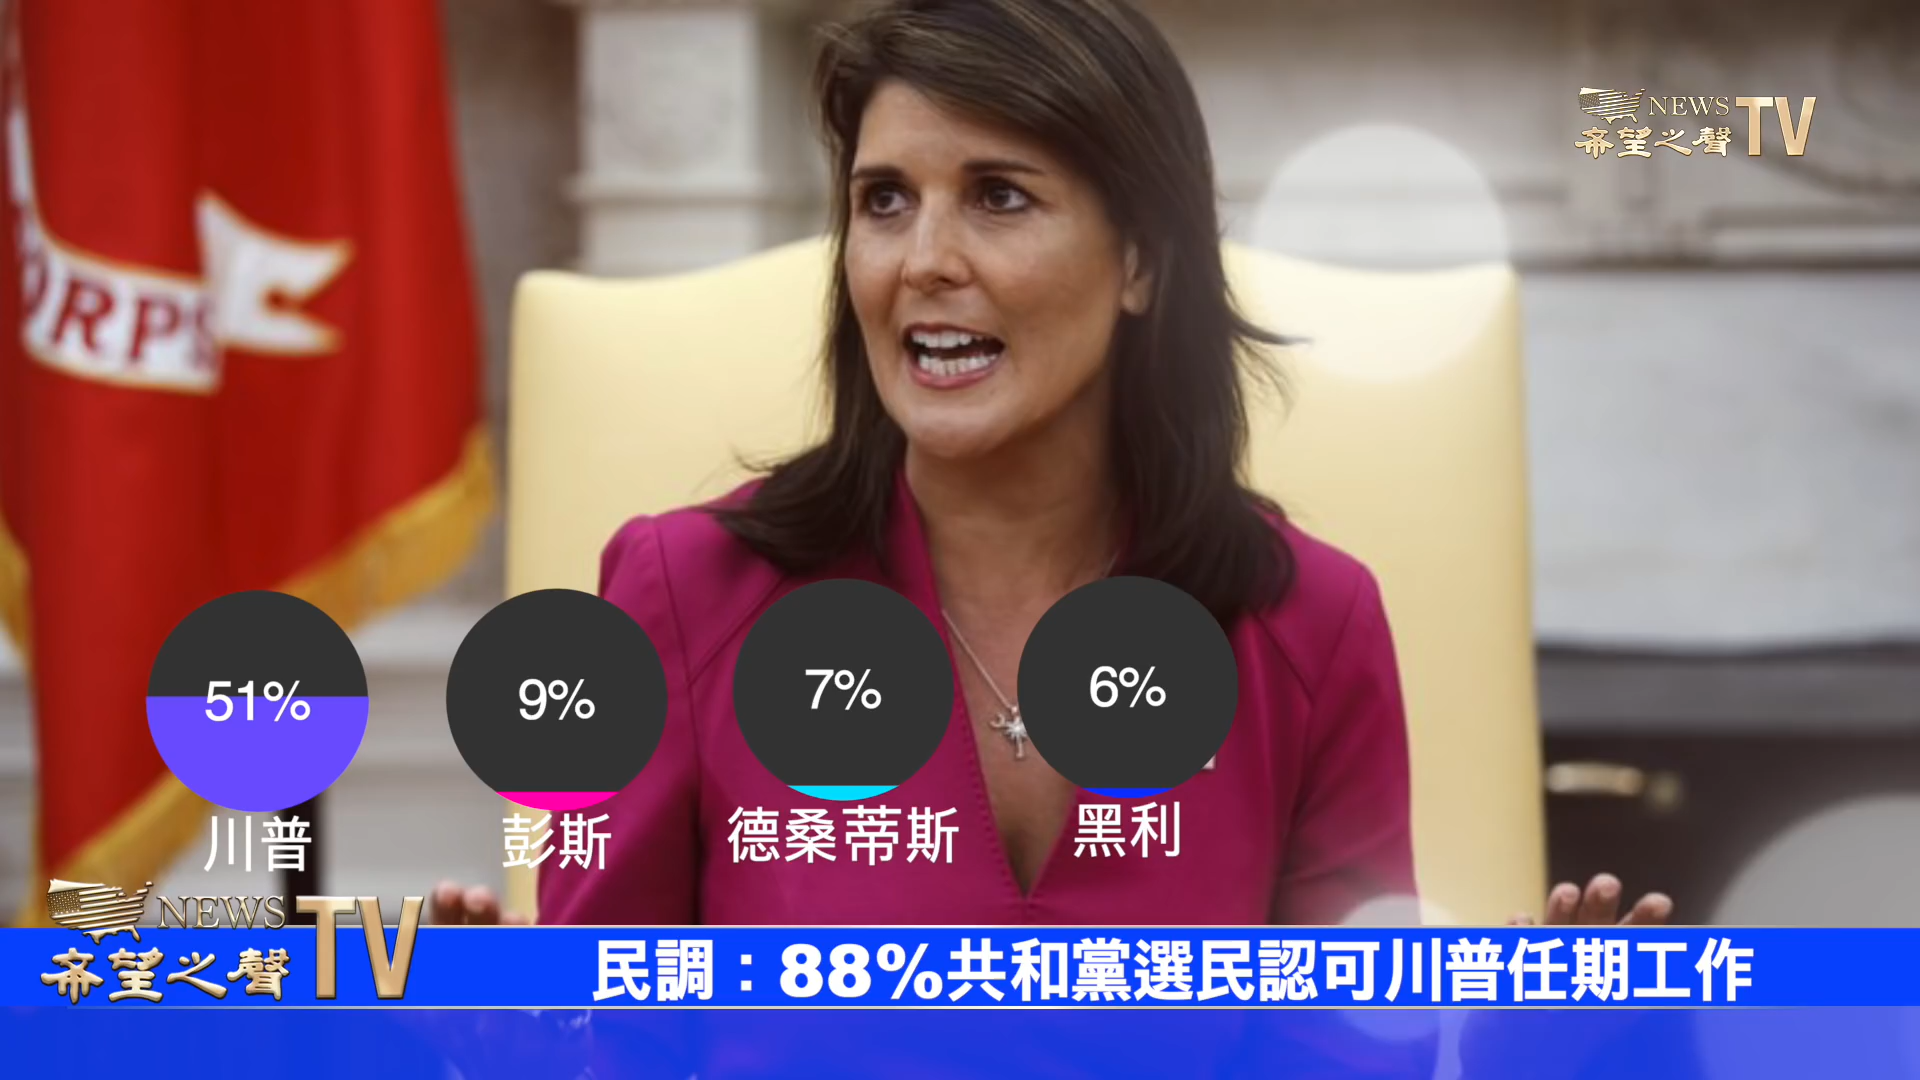 NEWS
TV
希望之聲
ORPS
51%
9%
7%
6%
川普
彭斯
德桑蒂斯
黑利
NEWS
TV
希望之聲
民調：88%共和黨選民認可川普任期工作